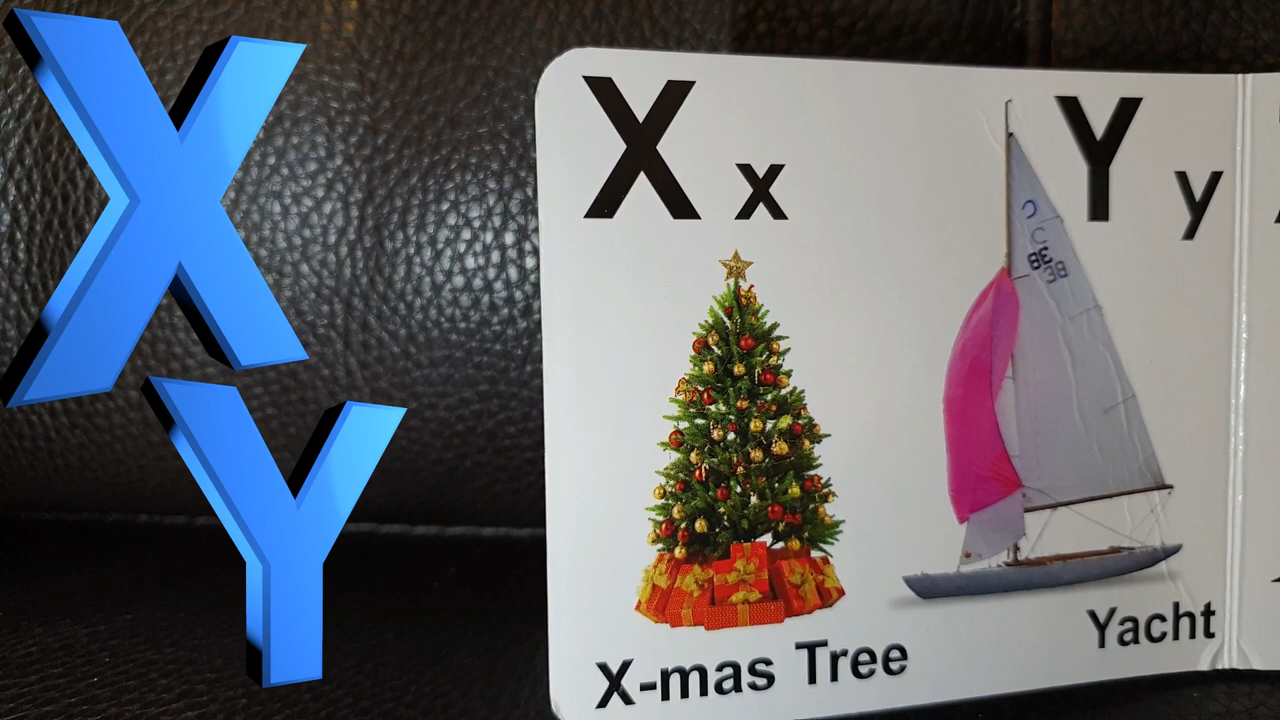 X
Y
X x
Y y
X-mas Tree
Yacht